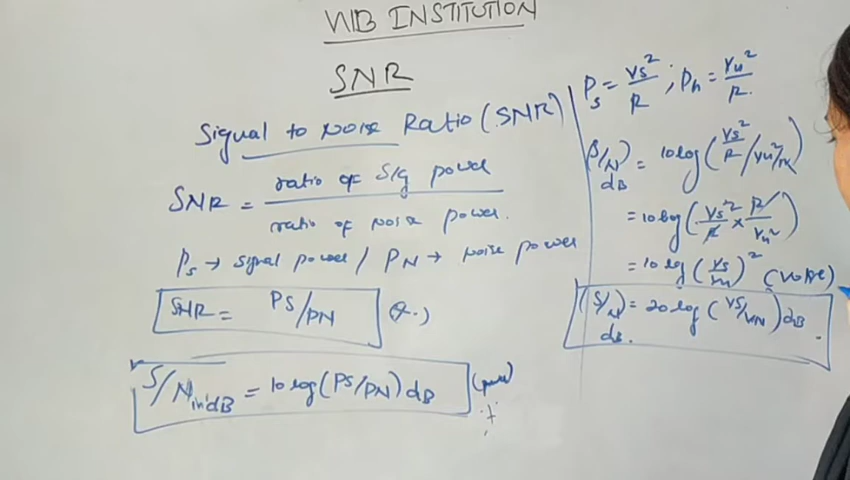 WIB INSTITUTION
SNR
Signal to Noise Ratio (SNR)
SNR = ratio of Sig power / ratio of Noise power.
Ps → signal power / PN → Noise power
SNR = PS/PN
S/N in dB = 10 log (PS/PN) dB
Ps = Vs²/R ; Pn = Vn²/R.
(S/N) dB = 10 log (Vs²/R / Vn²/R)
= 10 log (Vs²/R × R/Vn²)
= 10 log (Vs/Vn)²
(S/N) dB. = 20 log (VS/VN) dB .